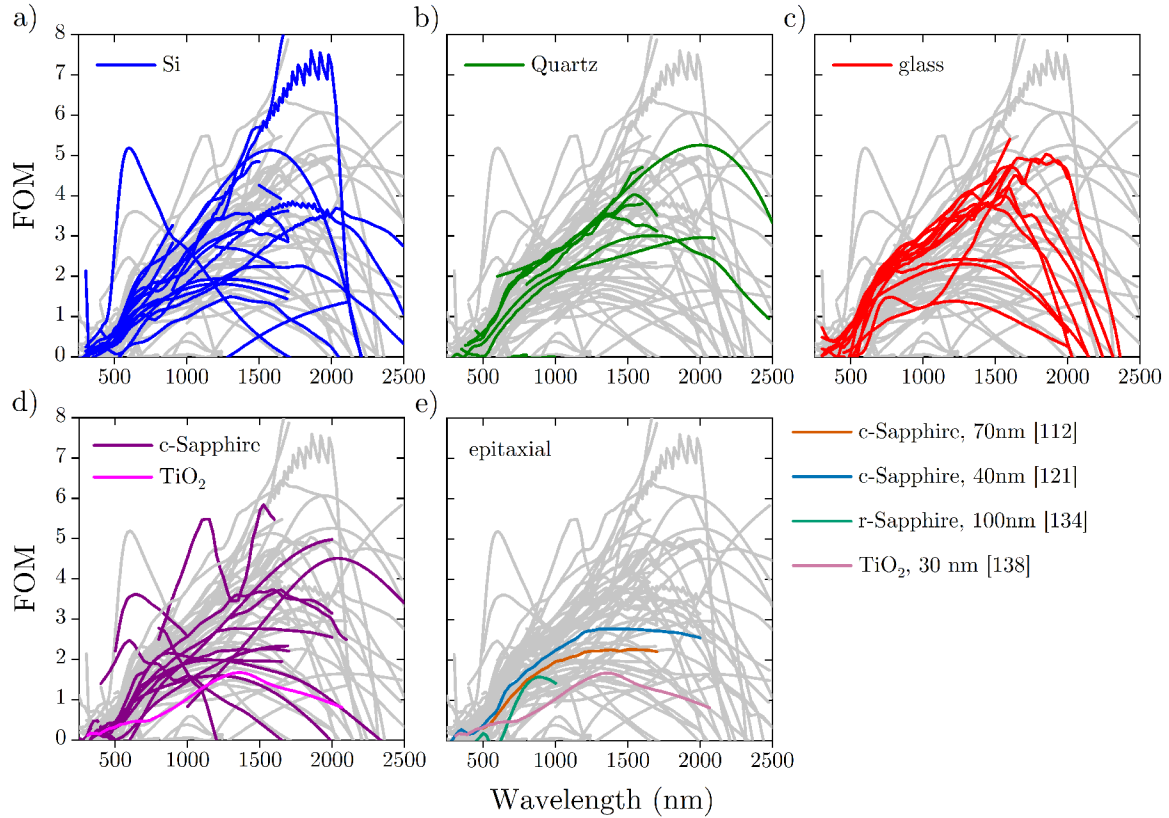 a)
b)
c)
8
7
6
5
4
3
2
1
0
FOM
Si
Quartz
glass
500 1000 1500 2000 2500
500 1000 1500 2000 2500
500 1000 1500 2000 2500
d)
e)
8
7
6
5
4
3
2
1
0
FOM
c-Sapphire
TiO₂
epitaxial
c-Sapphire, 70nm [112]
c-Sapphire, 40nm [121]
r-Sapphire, 100nm [134]
TiO₂, 30 nm [138]
500 1000 1500 2000 2500
500 1000 1500 2000 2500
Wavelength (nm)